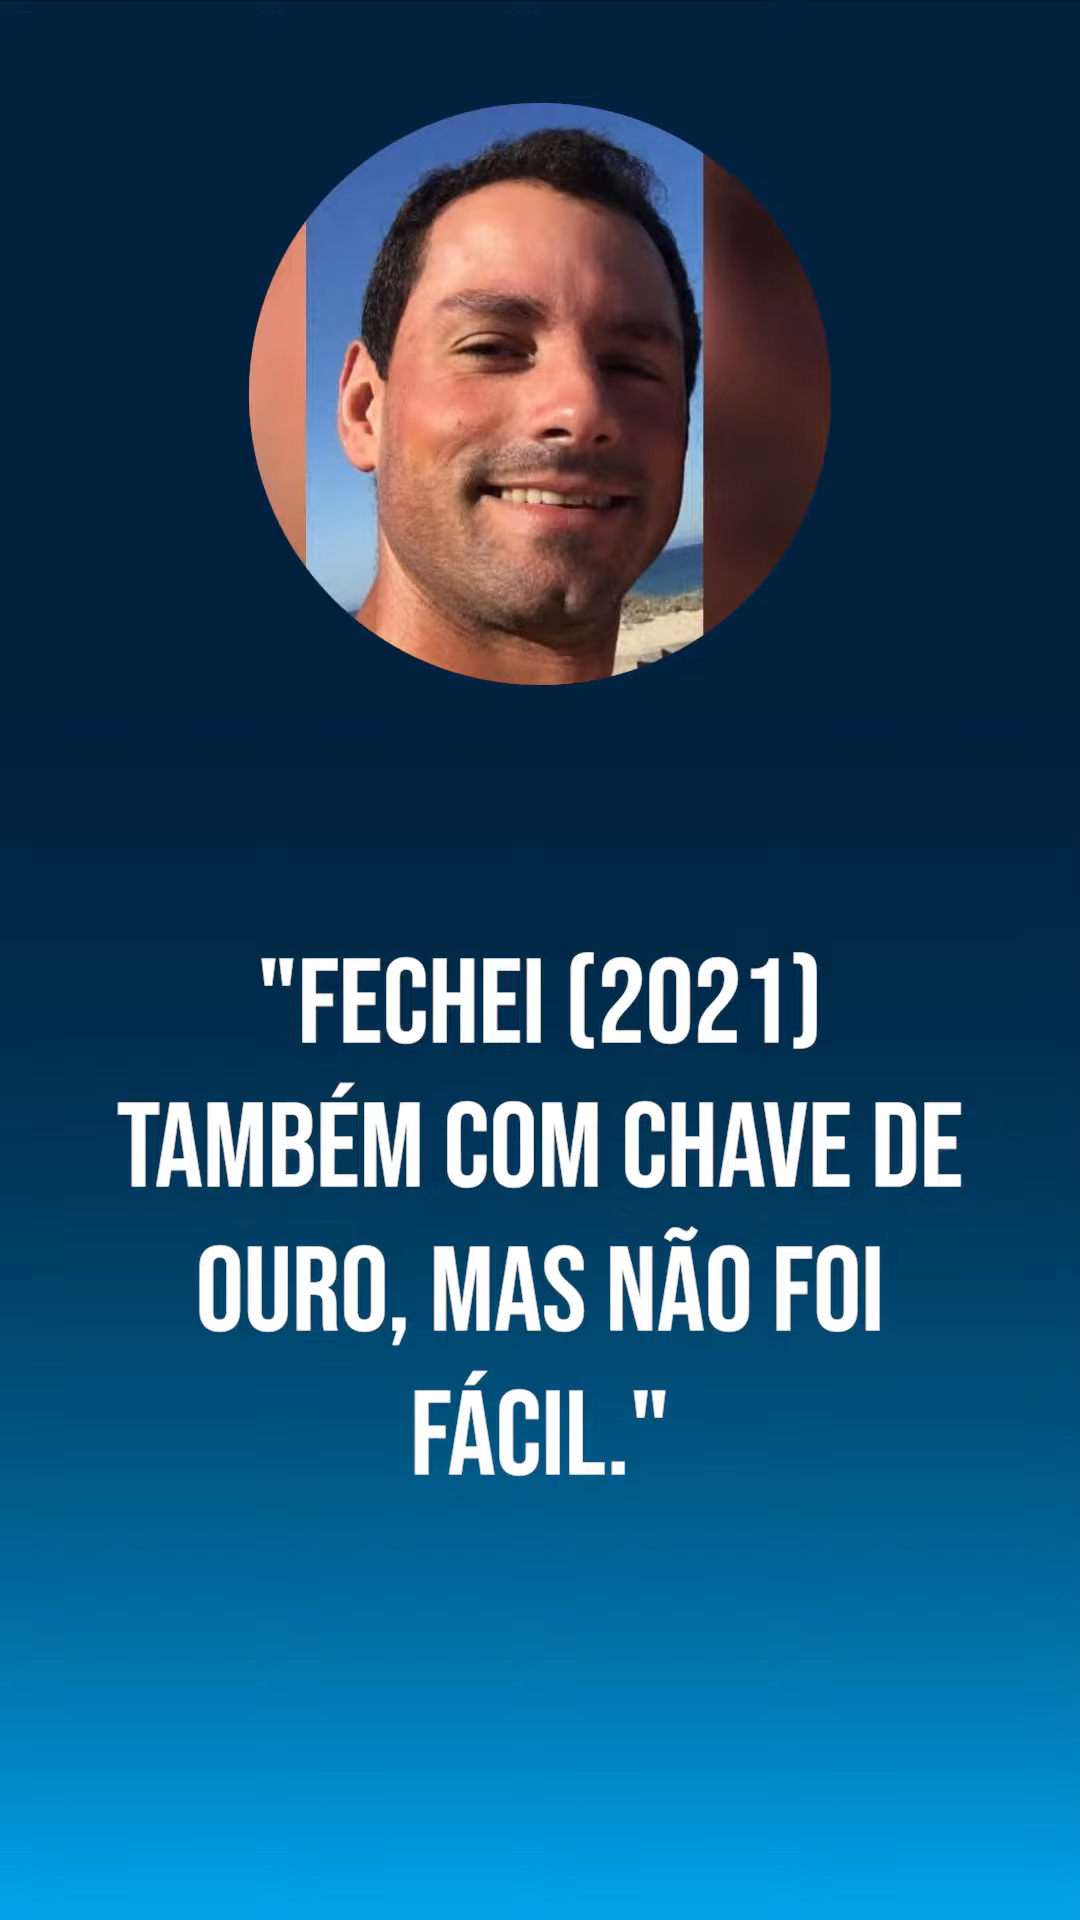 "FECHEI (2021)
TAMBÉM COM CHAVE DE
OURO, MAS NÃO FOI
FÁCIL."